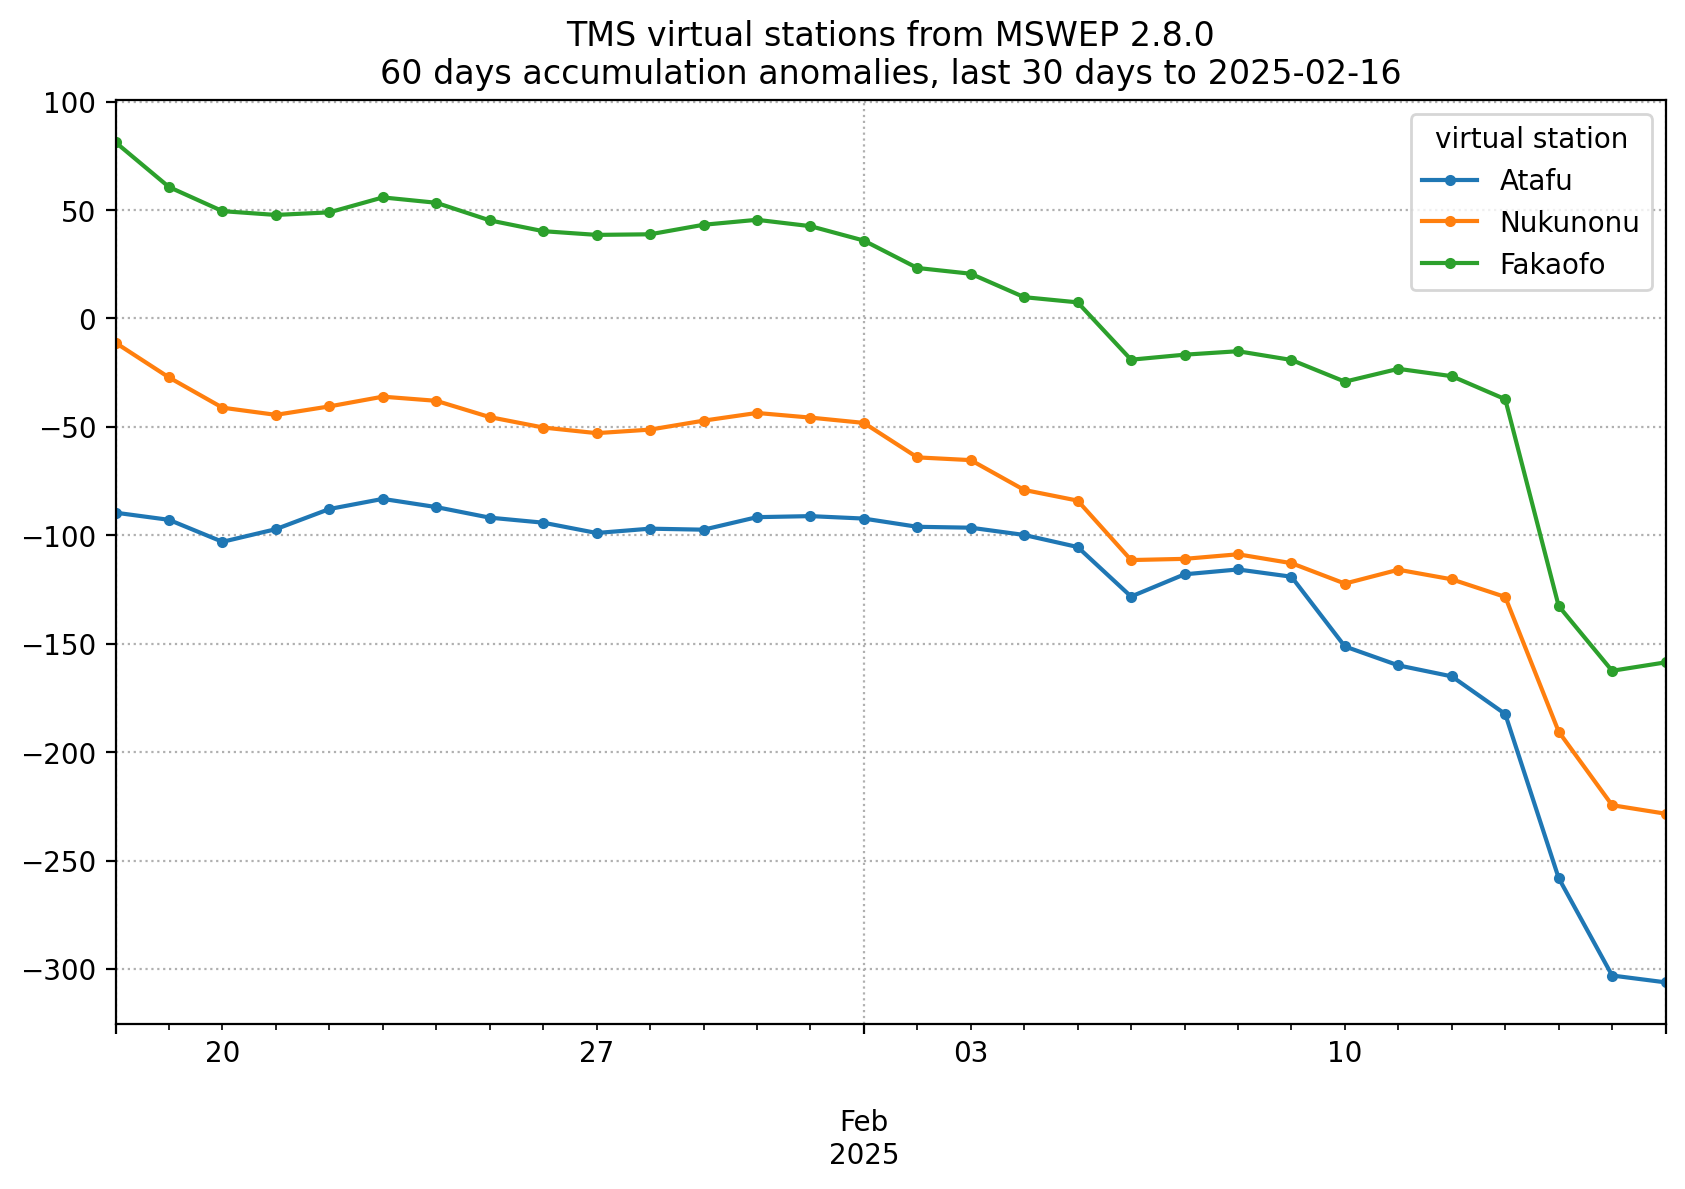 TMS virtual stations from MSWEP 2.8.0
60 days accumulation anomalies, last 30 days to 2025-02-16
virtual station
Atafu
Nukunonu
Fakaofo
100
50
0
−50
−100
−150
−200
−250
−300
20
27
03
10
Feb
2025